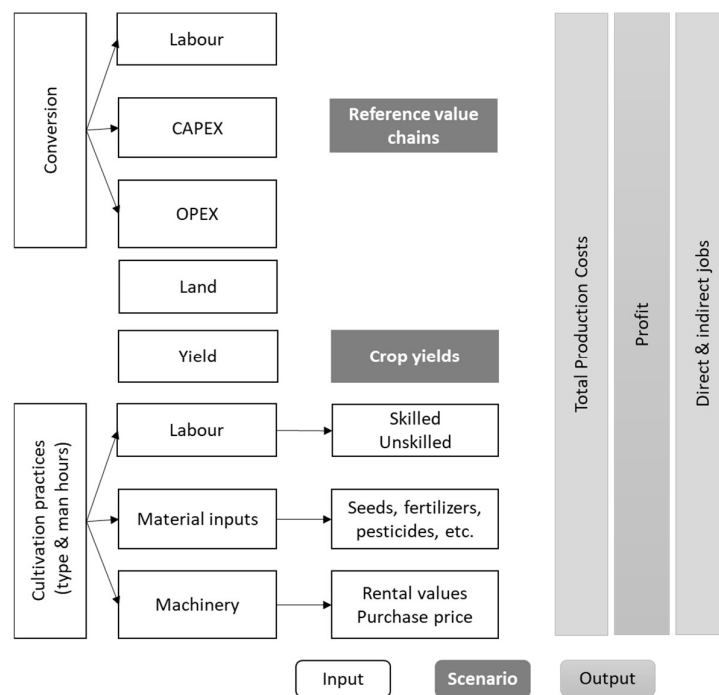 Conversion
Labour
CAPEX
OPEX
Reference value
chains
Land
Yield
Crop yields
Cultivation practices
(type & man hours)
Labour
Skilled
Unskilled
Material inputs
Seeds, fertilizers,
pesticides, etc.
Machinery
Rental values
Purchase price
Total Production Costs
Profit
Direct & indirect jobs
Input
Scenario
Output